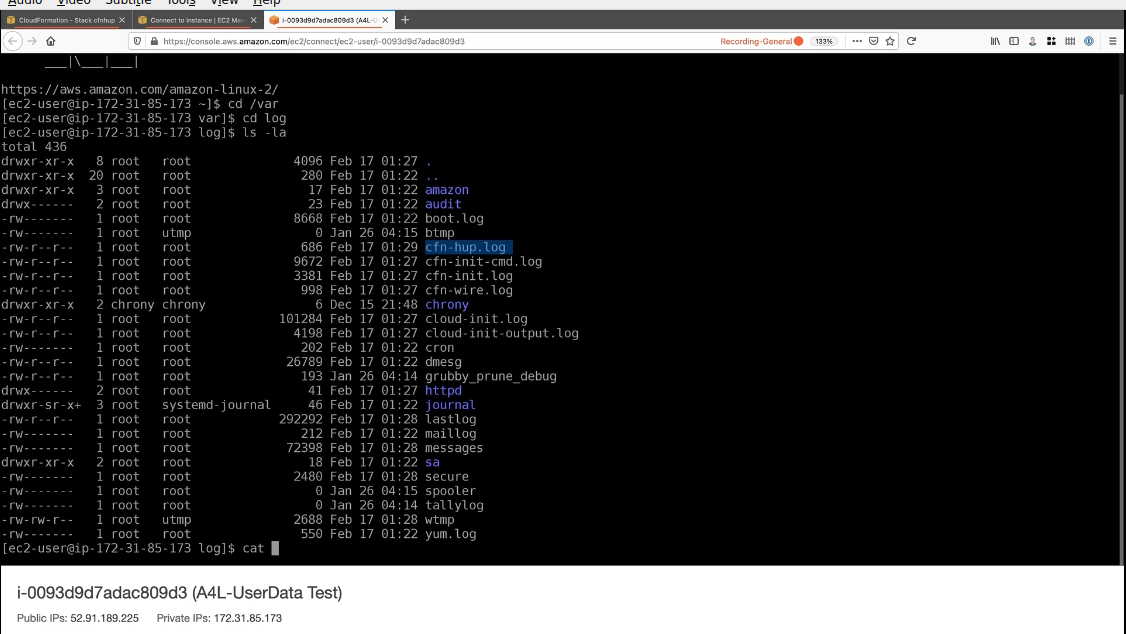 Audio Video Subtitle Tools View Help
CloudFormation - Stack cfnhup
Connect to instance | EC2 Man
i-0093d9d7adac809d3 (A4L-U
https://console.aws.amazon.com/ec2/connect/ec2-user/i-0093d9d7adac809d3 Recording-General 133%
___|\___|___|
https://aws.amazon.com/amazon-linux-2/
[ec2-user@ip-172-31-85-173 ~]$ cd /var
[ec2-user@ip-172-31-85-173 var]$ cd log
[ec2-user@ip-172-31-85-173 log]$ ls -la
total 436
drwxr-xr-x 8 root root 4096 Feb 17 01:27 .
drwxr-xr-x 20 root root 280 Feb 17 01:22 ..
drwxr-xr-x 3 root root 17 Feb 17 01:22 amazon
drwx------ 2 root root 23 Feb 17 01:22 audit
-rw------- 1 root root 8668 Feb 17 01:22 boot.log
-rw------- 1 root utmp 0 Jan 26 04:15 btmp
-rw-r--r-- 1 root root 686 Feb 17 01:29 cfn-hup.log
-rw-r--r-- 1 root root 9672 Feb 17 01:27 cfn-init-cmd.log
-rw-r--r-- 1 root root 3381 Feb 17 01:27 cfn-init.log
-rw-r--r-- 1 root root 998 Feb 17 01:27 cfn-wire.log
drwxr-xr-x 2 chrony chrony 6 Dec 15 21:48 chrony
-rw-r--r-- 1 root root 101284 Feb 17 01:27 cloud-init.log
-rw-r--r-- 1 root root 4198 Feb 17 01:27 cloud-init-output.log
-rw------- 1 root root 202 Feb 17 01:22 cron
-rw-r--r-- 1 root root 26789 Feb 17 01:22 dmesg
-rw-r--r-- 1 root root 193 Jan 26 04:14 grubby_prune_debug
drwx------ 2 root root 41 Feb 17 01:27 httpd
drwxr-sr-x+ 3 root systemd-journal 46 Feb 17 01:22 journal
-rw-r--r-- 1 root root 292292 Feb 17 01:28 lastlog
-rw------- 1 root root 212 Feb 17 01:22 maillog
-rw------- 1 root root 72398 Feb 17 01:28 messages
drwxr-xr-x 2 root root 18 Feb 17 01:22 sa
-rw------- 1 root root 2480 Feb 17 01:28 secure
-rw------- 1 root root 0 Jan 26 04:15 spooler
-rw------- 1 root root 0 Jan 26 04:14 tallylog
-rw-rw-r-- 1 root utmp 2688 Feb 17 01:28 wtmp
-rw------- 1 root root 550 Feb 17 01:22 yum.log
[ec2-user@ip-172-31-85-173 log]$ cat
i-0093d9d7adac809d3 (A4L-UserData Test)
Public IPs: 52.91.189.225 Private IPs: 172.31.85.173